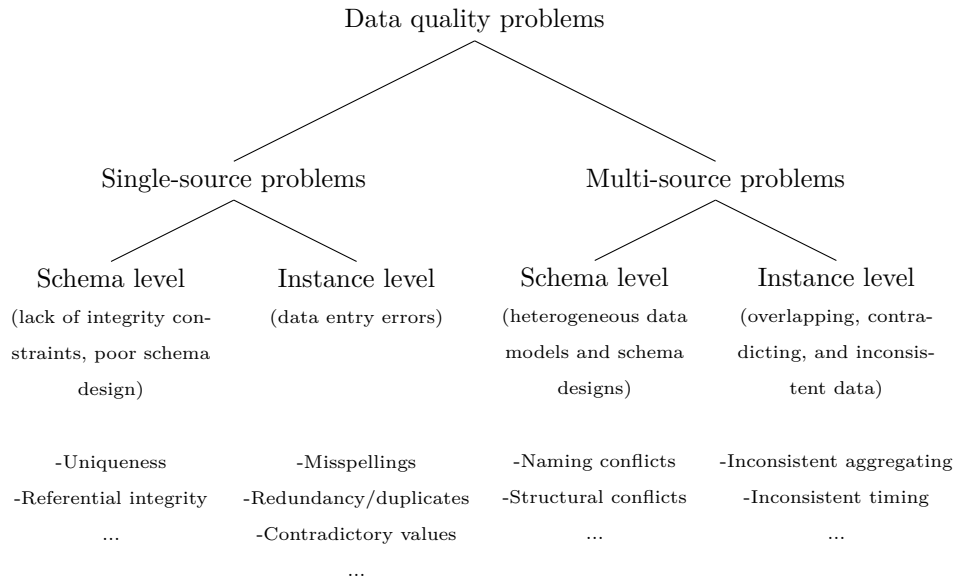 Data quality problems
Single-source problems
Multi-source problems
Schema level
(lack of integrity con-
straints, poor schema
design)
-Uniqueness
-Referential integrity
...
Instance level
(data entry errors)
-Misspellings
-Redundancy/duplicates
-Contradictory values
...
Schema level
(heterogeneous data
models and schema
designs)
-Naming conflicts
-Structural conflicts
...
Instance level
(overlapping, contra-
dicting, and inconsis-
tent data)
-Inconsistent aggregating
-Inconsistent timing
...